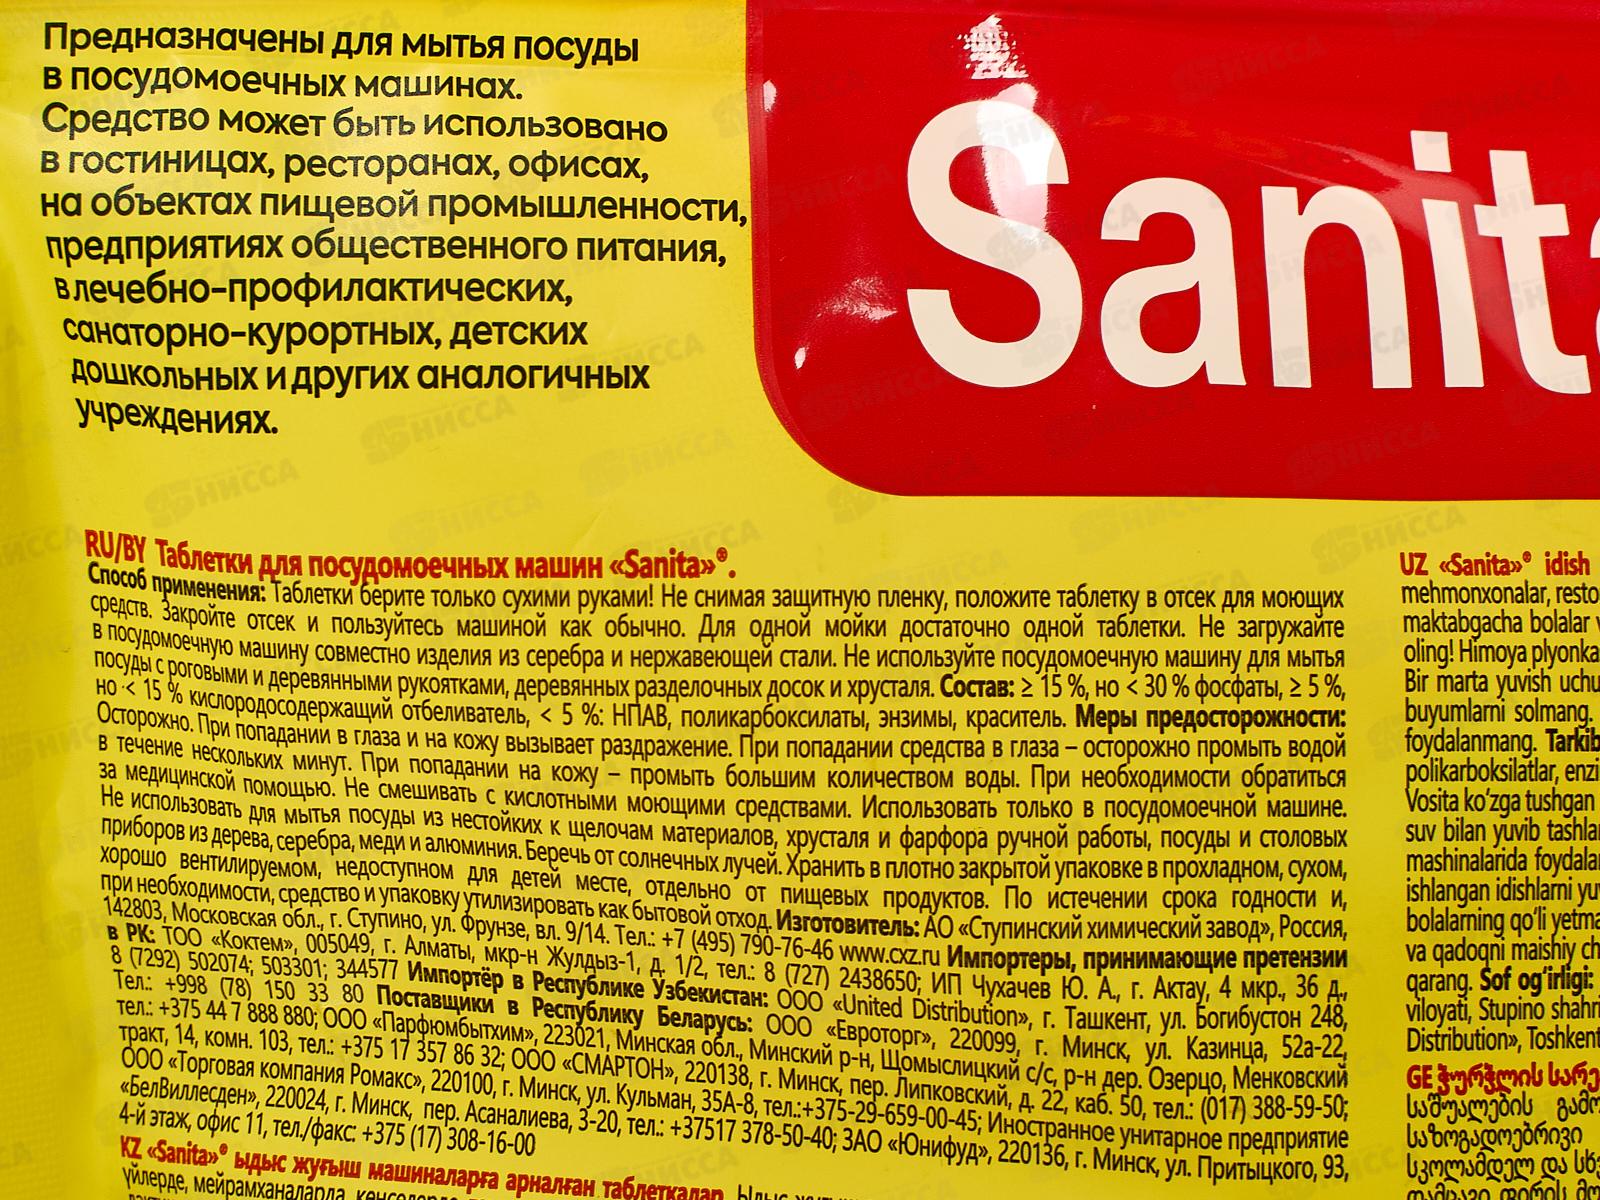 Предназначены для мытья посуды
в посудомоечных машинах.
Средство может быть использовано
в гостиницах, ресторанах, офисах,
на объектах пищевой промышленности,
предприятиях общественного питания,
в лечебно-профилактических,
санаторно-курортных, детских
дошкольных и других аналогичных
учреждениях.
Sanita
RU/BY Таблетки для посудомоечных машин «Sanita»®.
Способ применения: Таблетки берите только сухими руками! Не снимая защитную пленку, положите таблетку в отсек для моющих
средств. Закройте отсек и пользуйтесь машиной как обычно. Для одной мойки достаточно одной таблетки. Не загружайте
в посудомоечную машину совместно изделия из серебра и нержавеющей стали. Не используйте посудомоечную машину для мытья
посуды с роговыми и деревянными рукоятками, деревянных разделочных досок и хрусталя. Состав: ≥ 15 %, но < 30 % фосфаты, ≥ 5 %,
но < 15 % кислородосодержащий отбеливатель, < 5 %: НПАВ, поликарбоксилаты, энзимы, краситель. Меры предосторожности:
Осторожно. При попадании в глаза и на кожу вызывает раздражение. При попадании средства в глаза – осторожно промыть водой
в течение нескольких минут. При попадании на кожу – промыть большим количеством воды. При необходимости обратиться
за медицинской помощью. Не смешивать с кислотными моющими средствами. Использовать только в посудомоечной машине.
Не использовать для мытья посуды из нестойких к щелочам материалов, хрусталя и фарфора ручной работы, посуды и столовых
приборов из дерева, серебра, меди и алюминия. Беречь от солнечных лучей. Хранить в плотно закрытой упаковке в прохладном, сухом,
хорошо вентилируемом, недоступном для детей месте, отдельно от пищевых продуктов. По истечении срока годности и,
при необходимости, средство и упаковку утилизировать как бытовой отход. Изготовитель: АО «Ступинский химический завод», Россия,
142803, Московская обл., г. Ступино, ул. Фрунзе, вл. 9/14. Тел.: +7 (495) 790-76-46 www.cxz.ru Импортеры, принимающие претензии
в РК: ТОО «Коктем», 005049, г. Алматы, мкр-н Жулдыз-1, д. 1/2, тел.: 8 (727) 2438650; ИП Чухачев Ю. А., г. Актау, 4 мкр., 36 д.,
8 (7292) 502074; 503301; 344577 Импортёр в Республике Узбекистан: ООО «United Distribution», г. Ташкент, ул. Богибустон 248,
Тел.: +998 (78) 150 33 80 Поставщики в Республику Беларусь: ООО «Евроторг», 220099, г. Минск, ул. Казинца, 52а-22,
тел.: +375 44 7 888 880; ООО «Парфюмбытхим», 223021, Минская обл., Минский р-н, Щомыслицкий с/с, р-н дер. Озерцо, Менковский
тракт, 14, комн. 103, тел.: +375 17 357 86 32; ООО «СМАРТОН», 220138, г. Минск, пер. Липковский, д. 22, каб. 50, тел.: (017) 388-59-50;
ООО «Торговая компания Ромакс», 220100, г. Минск, ул. Кульман, 35А-8, тел.:+375-29-659-00-45; Иностранное унитарное предприятие
«БелВиллесден», 220024, г. Минск, пер. Асаналиева, 3-20, тел.: +37517 378-50-40; ЗАО «Юнифуд», 220136, г. Минск, ул. Притыцкого, 93,
4-й этаж, офис 11, тел./факс: +375 (17) 308-16-00
KZ «Sanita»® ыдыс жуғыш машиналарға арналған таблеткалар.
үйлерде, мейрамханаларда,
UZ «Sanita»® idish
mehmonxonalar, resto
maktabgacha bolalar
oling! Himoya plyonka
Bir marta yuvish uchu
buyumlarni solmang.
foydalanmang. Tarkib
polikarboksilatlar, enzi
Vosita ko'zga tushgan
suv bilan yuvib tashla
mashinalarida foydala
ishlangan idishlarni yu
bolalarning qo'li yetma
va qadoqni maishiy ch
qarang. Sof og'irligi:
viloyati, Stupino shahri
Distribution», Toshkent
GE ჭურჭლის სარე
საშუალების გამო
საზოგადოებრივი
სკოლამდელ და სხ